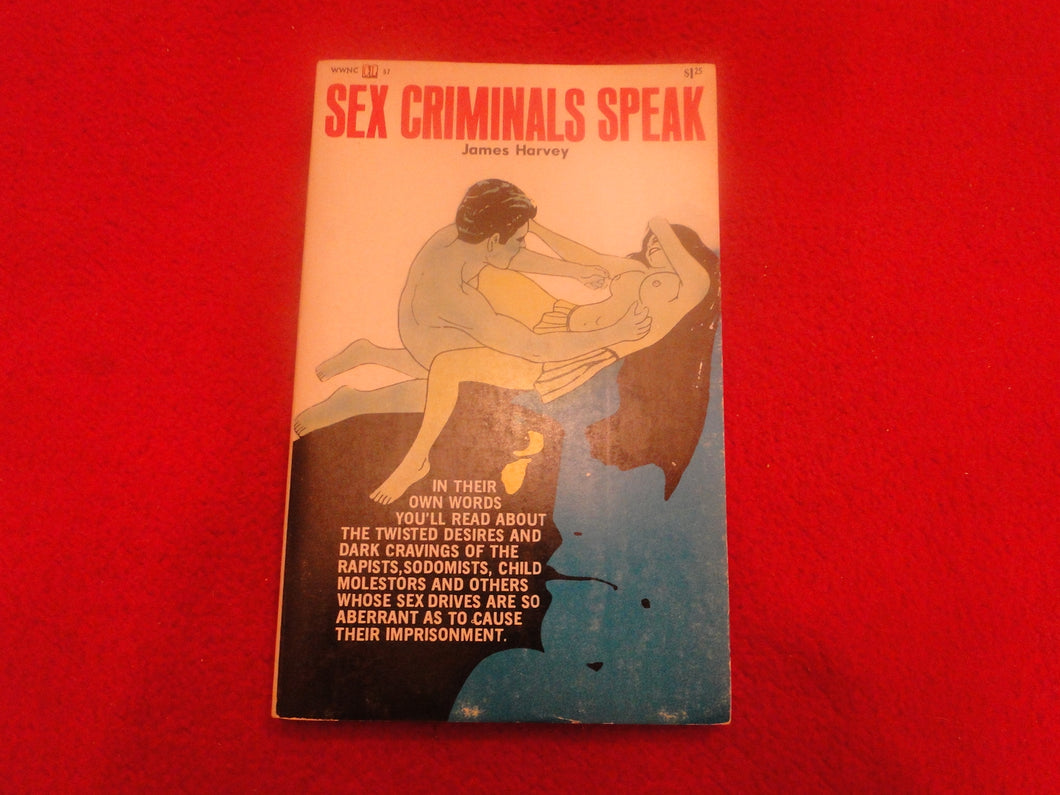 WWNC 57 $1.25
SEX CRIMINALS SPEAK
James Harvey
IN THEIR
OWN WORDS
YOU'LL READ ABOUT
THE TWISTED DESIRES AND
DARK CRAVINGS OF THE
RAPISTS,SODOMISTS, CHILD
MOLESTORS AND OTHERS
WHOSE SEX DRIVES ARE SO
ABERRANT AS TO CAUSE
THEIR IMPRISONMENT.